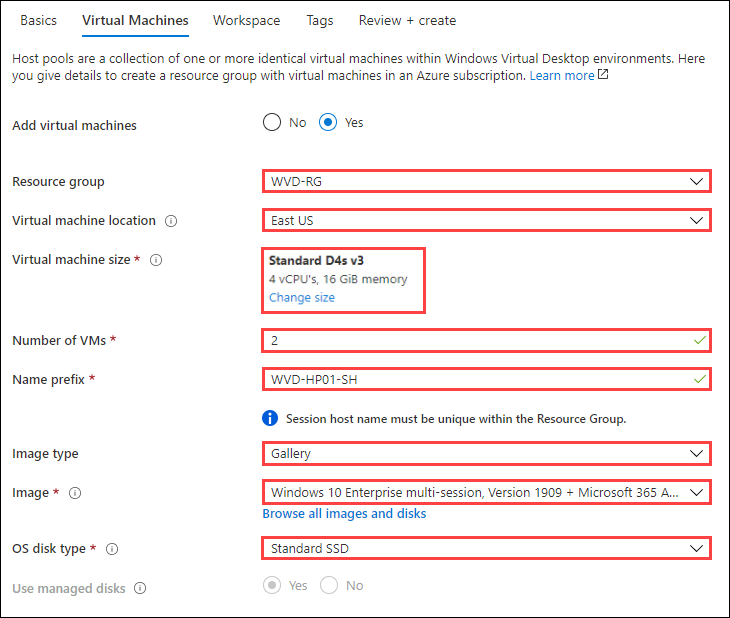 Basics Virtual Machines Workspace Tags Review + create
Host pools are a collection of one or more identical virtual machines within Windows Virtual Desktop environments. Here
you give details to create a resource group with virtual machines in an Azure subscription. Learn more
Add virtual machines No Yes
Resource group WVD-RG
Virtual machine location East US
Virtual machine size * Standard D4s v3
4 vCPU's, 16 GiB memory
Change size
Number of VMs * 2
Name prefix * WVD-HP01-SH
Session host name must be unique within the Resource Group.
Image type Gallery
Image * Windows 10 Enterprise multi-session, Version 1909 + Microsoft 365 A...
Browse all images and disks
OS disk type * Standard SSD
Use managed disks Yes No